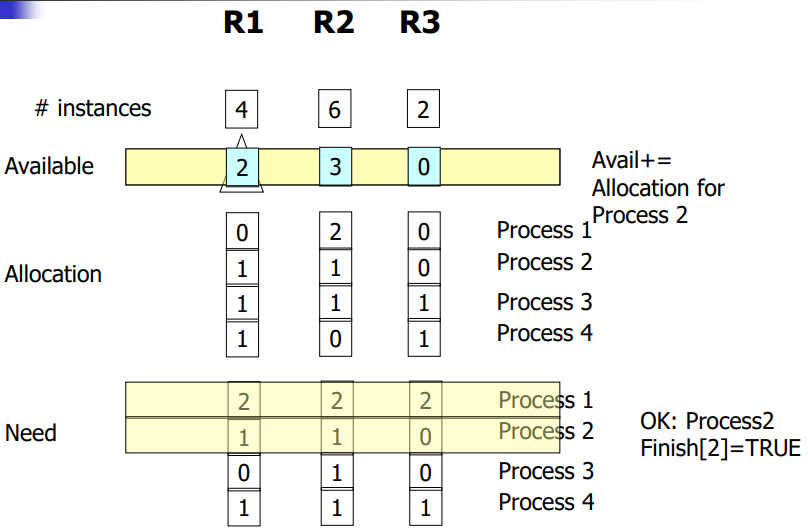 R1 R2 R3
# instances 4 6 2
Available 2 3 0
Avail+=
Allocation for
Process 2
0 2 0 Process 1
Allocation
1 1 0 Process 2
1 1 1 Process 3
1 0 1 Process 4
2 2 2 Process 1
Need
1 1 0 Process 2
OK: Process2
Finish[2]=TRUE
0 1 0 Process 3
1 1 1 Process 4